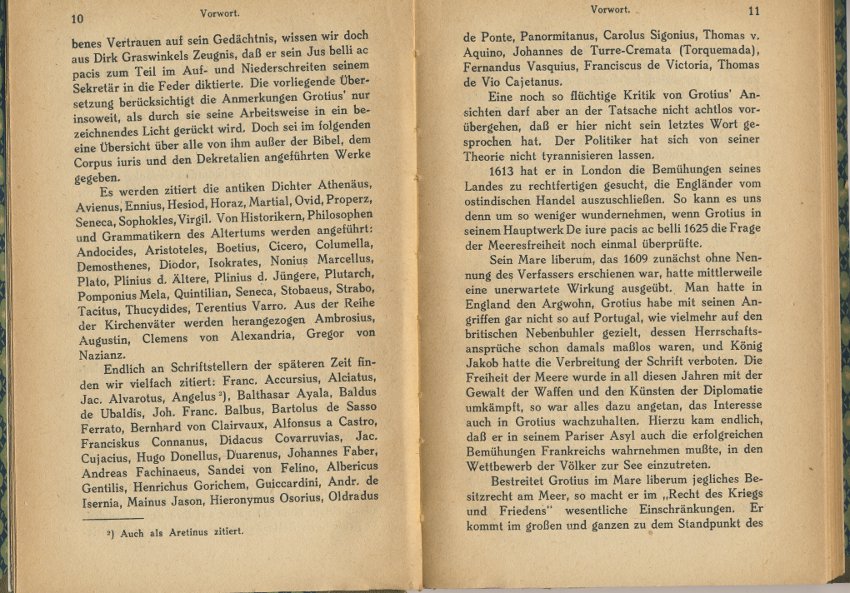 10
Vorwort.
benes Vertrauen auf sein Gedächtnis, wissen wir doch
aus Dirk Graswinkels Zeugnis, daß er sein Jus belli ac
pacis zum Teil im Auf- und Niederschreiten seinem
Sekretär in die Feder diktierte. Die vorliegende Über-
setzung berücksichtigt die Anmerkungen Grotius' nur
insoweit, als durch sie seine Arbeitsweise in ein be-
zeichnendes Licht gerückt wird. Doch sei im folgenden
eine Übersicht über alle von ihm außer der Bibel, dem
Corpus iuris und den Dekretalien angeführten Werke
gegeben.
Es werden zitiert die antiken Dichter Athenäus,
Avienus, Ennius, Hesiod, Horaz, Martial, Ovid, Properz,
Seneca, Sophokles, Virgil. Von Historikern, Philosophen
und Grammatikern des Altertums werden angeführt:
Andocides, Aristoteles, Boetius, Cicero, Columella,
Demosthenes, Diodor, Isokrates, Nonius Marcellus,
Plato, Plinius d. Ältere, Plinius d. Jüngere, Plutarch,
Pomponius Mela, Quintilian, Seneca, Stobaeus, Strabo,
Tacitus, Thucydides, Terentius Varro. Aus der Reihe
der Kirchenväter werden herangezogen Ambrosius,
Augustin, Clemens von Alexandria, Gregor von
Nazianz.
Endlich an Schriftstellern der späteren Zeit fin-
den wir vielfach zitiert: Franc. Accursius, Alciatus,
Jac. Alvarotus, Angelus ²), Balthasar Ayala, Baldus
de Ubaldis, Joh. Franc. Balbus, Bartolus de Sasso
Ferrato, Bernhard von Clairvaux, Alfonsus a Castro,
Franciskus Connanus, Didacus Covarruvias, Jac.
Cujacius, Hugo Donellus, Duarenus, Johannes Faber,
Andreas Fachinaeus, Sandei von Felino, Albericus
Gentilis, Henrichus Gorichem, Guiccardini, Andr. de
Isernia, Mainus Jason, Hieronymus Osorius, Oldradus
²) Auch als Aretinus zitiert.
Vorwort.
11
de Ponte, Panormitanus, Carolus Sigonius, Thomas v.
Aquino, Johannes de Turre-Cremata (Torquemada),
Fernandus Vasquius, Franciscus de Victoria, Thomas
de Vio Cajetanus.
Eine noch so flüchtige Kritik von Grotius' An-
sichten darf aber an der Tatsache nicht achtlos vor-
übergehen, daß er hier nicht sein letztes Wort ge-
sprochen hat. Der Politiker hat sich von seiner
Theorie nicht tyrannisieren lassen.
1613 hat er in London die Bemühungen seines
Landes zu rechtfertigen gesucht, die Engländer vom
ostindischen Handel auszuschließen. So kann es uns
denn um so weniger wundernehmen, wenn Grotius in
seinem Hauptwerk De iure pacis ac belli 1625 die Frage
der Meeresfreiheit noch einmal überprüfte.
Sein Mare liberum, das 1609 zunächst ohne Nen-
nung des Verfassers erschienen war, hatte mittlerweile
eine unerwartete Wirkung ausgeübt. Man hatte in
England den Argwohn, Grotius habe mit seinen An-
griffen gar nicht so auf Portugal, wie vielmehr auf den
britischen Nebenbuhler gezielt, dessen Herrschafts-
ansprüche schon damals maßlos waren, und König
Jakob hatte die Verbreitung der Schrift verboten. Die
Freiheit der Meere wurde in all diesen Jahren mit der
Gewalt der Waffen und den Künsten der Diplomatie
umkämpft, so war alles dazu angetan, das Interesse
auch in Grotius wachzuhalten. Hierzu kam endlich,
daß er in seinem Pariser Asyl auch die erfolgreichen
Bemühungen Frankreichs wahrnehmen mußte, in den
Wettbewerb der Völker zur See einzutreten.
Bestreitet Grotius im Mare liberum jegliches Be-
sitzrecht am Meer, so macht er im „Recht des Kriegs
und Friedens" wesentliche Einschränkungen. Er
kommt im großen und ganzen zu dem Standpunkt des